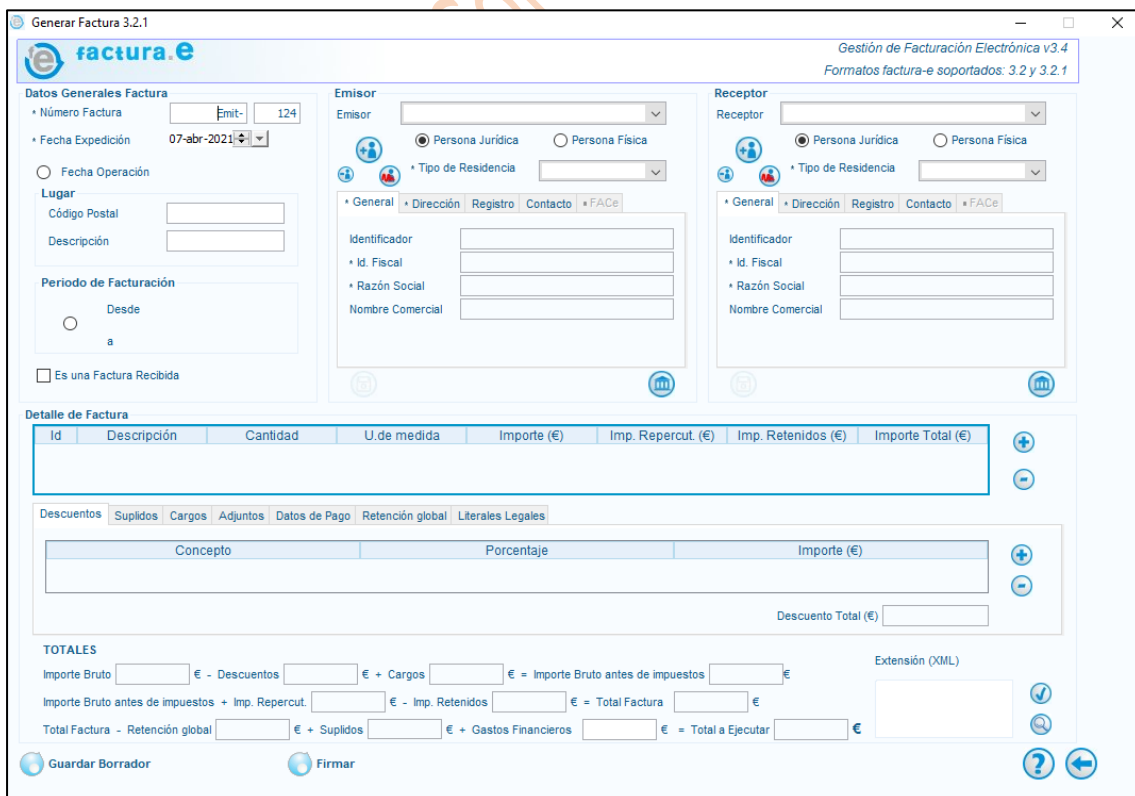 Generar Factura 3.2.1
factura.e
Gestión de Facturación Electrónica v3.4
Formatos factura-e soportados: 3.2 y 3.2.1
Datos Generales Factura
* Número Factura Emit- 124
* Fecha Expedición 07-abr-2021
Fecha Operación
Lugar
Código Postal
Descripción
Periodo de Facturación
Desde
a
Es una Factura Recibida
Emisor
Emisor
Persona Jurídica Persona Física
* Tipo de Residencia
* General * Dirección Registro Contacto * FACe
Identificador
* Id. Fiscal
* Razón Social
Nombre Comercial
Receptor
Receptor
Persona Jurídica Persona Física
* Tipo de Residencia
* General * Dirección Registro Contacto * FACe
Identificador
* Id. Fiscal
* Razón Social
Nombre Comercial
Detalle de Factura
Id Descripción Cantidad U.de medida Importe (€) Imp. Repercut. (€) Imp. Retenidos (€) Importe Total (€)
Descuentos Suplidos Cargos Adjuntos Datos de Pago Retención global Literales Legales
Concepto Porcentaje Importe (€)
Descuento Total (€)
TOTALES
Importe Bruto € - Descuentos € + Cargos € = Importe Bruto antes de impuestos €
Importe Bruto antes de impuestos + Imp. Repercut. € - Imp. Retenidos € = Total Factura €
Total Factura - Retención global € + Suplidos € + Gastos Financieros € = Total a Ejecutar €
Extensión (XML)
Guardar Borrador
Firmar